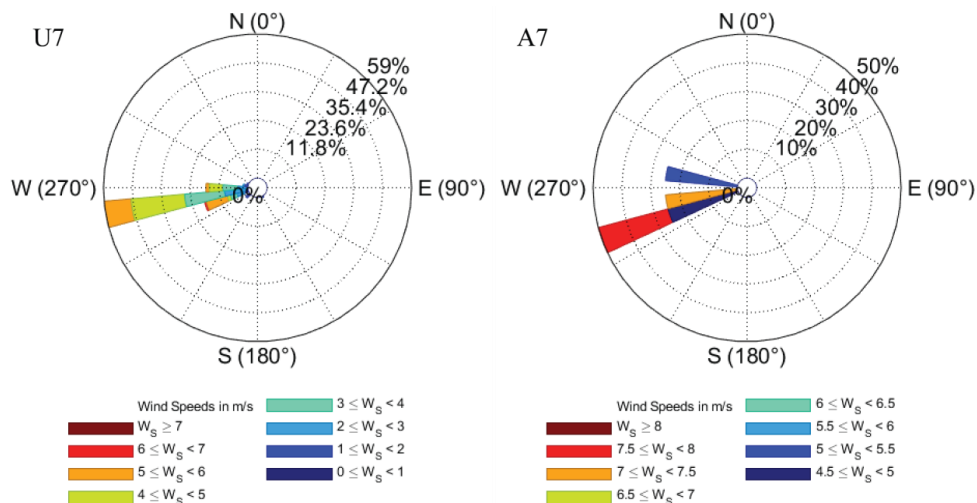 U7
N (0°)
59%
47.2%
35.4%
23.6%
11.8%
W (270°)
0%
E (90°)
S (180°)
Wind Speeds in m/s
W_S ≥ 7
6 ≤ W_S < 7
5 ≤ W_S < 6
4 ≤ W_S < 5
3 ≤ W_S < 4
2 ≤ W_S < 3
1 ≤ W_S < 2
0 ≤ W_S < 1
A7
N (0°)
50%
40%
30%
20%
10%
W (270°)
0%
E (90°)
S (180°)
Wind Speeds in m/s
W_S ≥ 8
7.5 ≤ W_S < 8
7 ≤ W_S < 7.5
6.5 ≤ W_S < 7
6 ≤ W_S < 6.5
5.5 ≤ W_S < 6
5 ≤ W_S < 5.5
4.5 ≤ W_S < 5